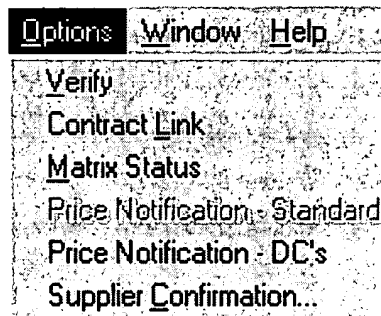 Options Window Help
Verify
Contract Link
Matrix Status
Price Notification - Standard
Price Notification - DC's
Supplier Confirmation...